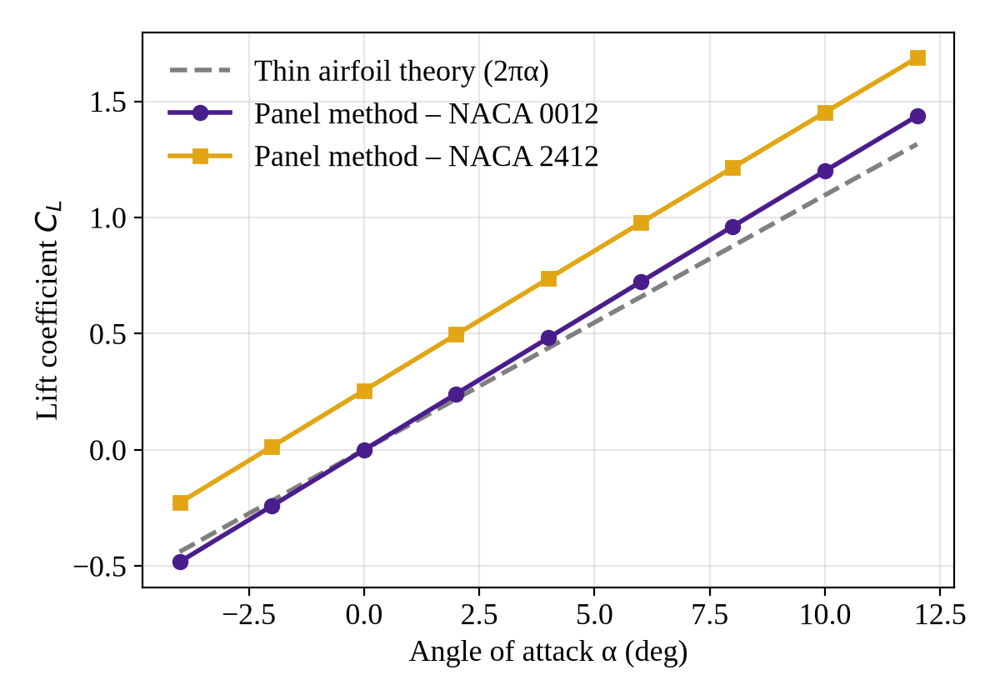 Thin airfoil theory (2πα)
Panel method – NACA 0012
Panel method – NACA 2412
1.5
1.0
0.5
0.0
−0.5
Lift coefficient C_L
−2.5 0.0 2.5 5.0 7.5 10.0 12.5
Angle of attack α (deg)